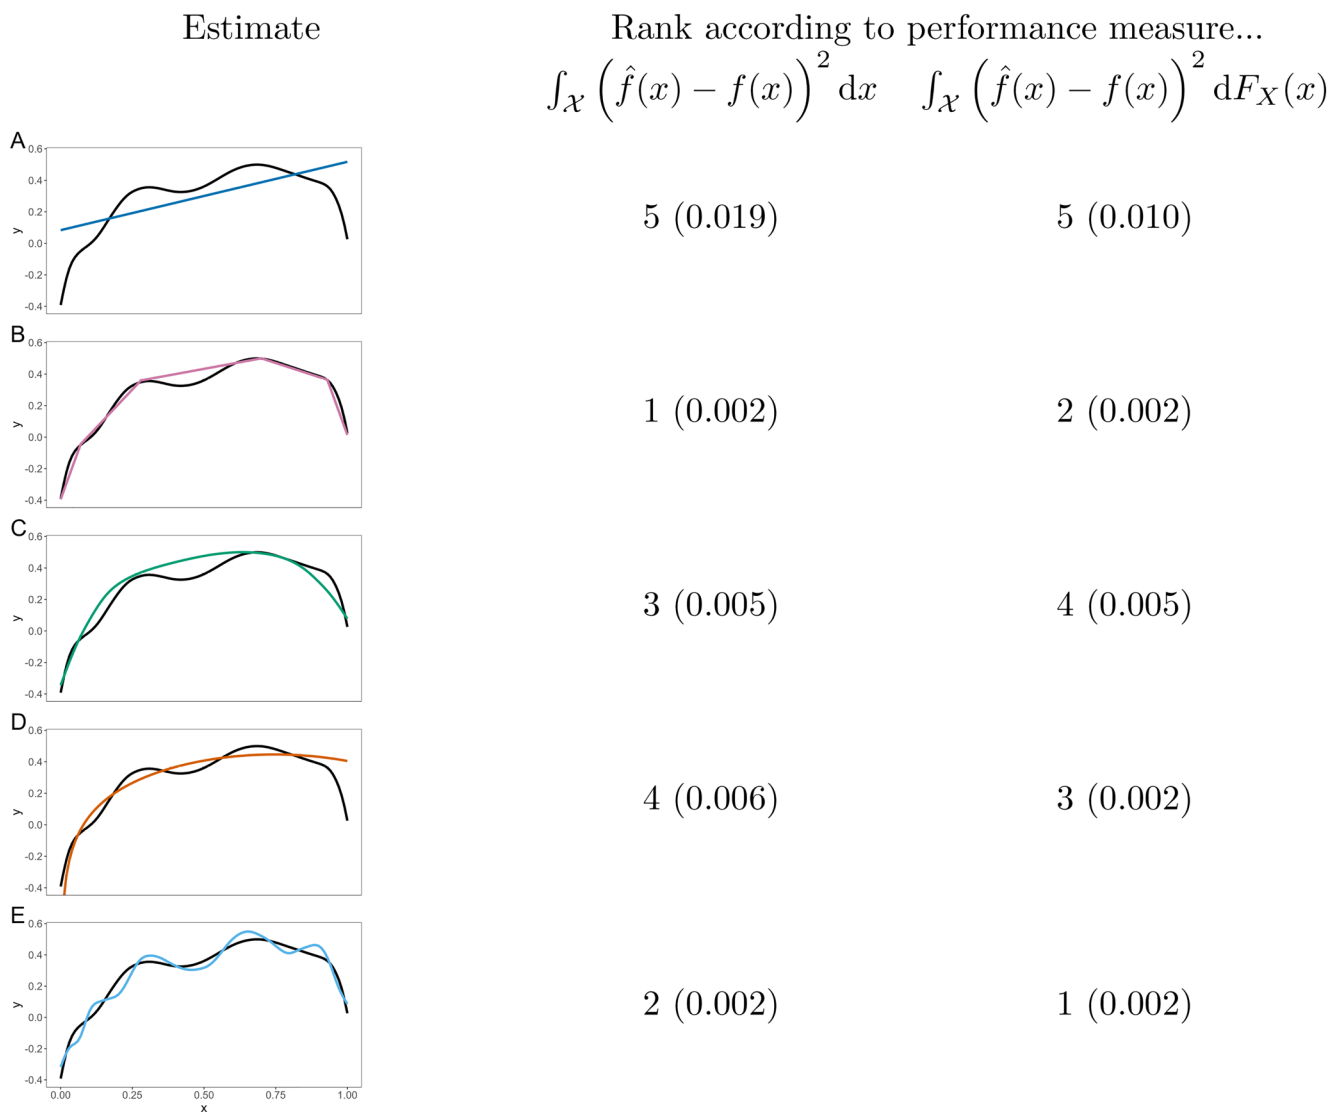 Estimate Rank according to performance measure...
∫_𝒳 (f̂(x) − f(x))² dx ∫_𝒳 (f̂(x) − f(x))² dF_X(x)
A
0.6
0.4
0.2
0.0
-0.2
-0.4
y
5 (0.019) 5 (0.010)
B
0.6
0.4
0.2
0.0
-0.2
-0.4
y
1 (0.002) 2 (0.002)
C
0.6
0.4
0.2
0.0
-0.2
-0.4
y
3 (0.005) 4 (0.005)
D
0.6
0.4
0.2
0.0
-0.2
-0.4
y
4 (0.006) 3 (0.002)
E
0.6
0.4
0.2
0.0
-0.2
-0.4
y
2 (0.002) 1 (0.002)
0.00 0.25 0.50 0.75 1.00
x